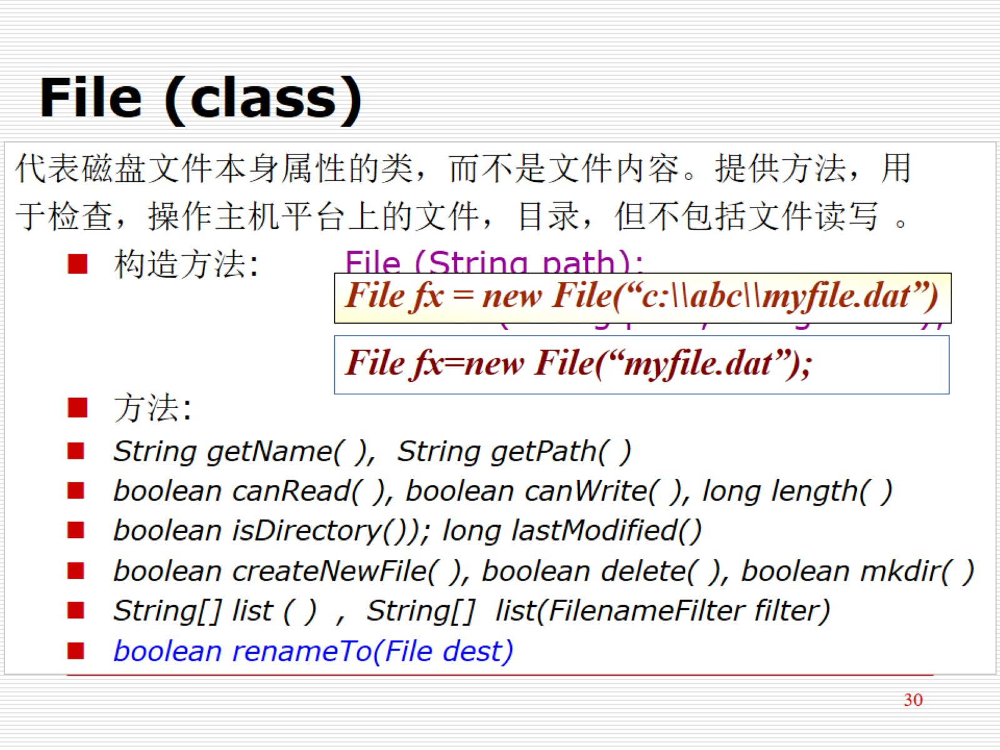 File (class)
代表磁盘文件本身属性的类，而不是文件内容。提供方法，用
于检查，操作主机平台上的文件，目录，但不包括文件读写 。
构造方法: File (String path);
File fx = new File(“c:\\abc\\myfile.dat”)
File fx=new File(“myfile.dat”);
方法:
String getName( ), String getPath( )
boolean canRead( ), boolean canWrite( ), long length( )
boolean isDirectory()); long lastModified()
boolean createNewFile( ), boolean delete( ), boolean mkdir( )
String[] list ( ) , String[] list(FilenameFilter filter)
boolean renameTo(File dest)
30